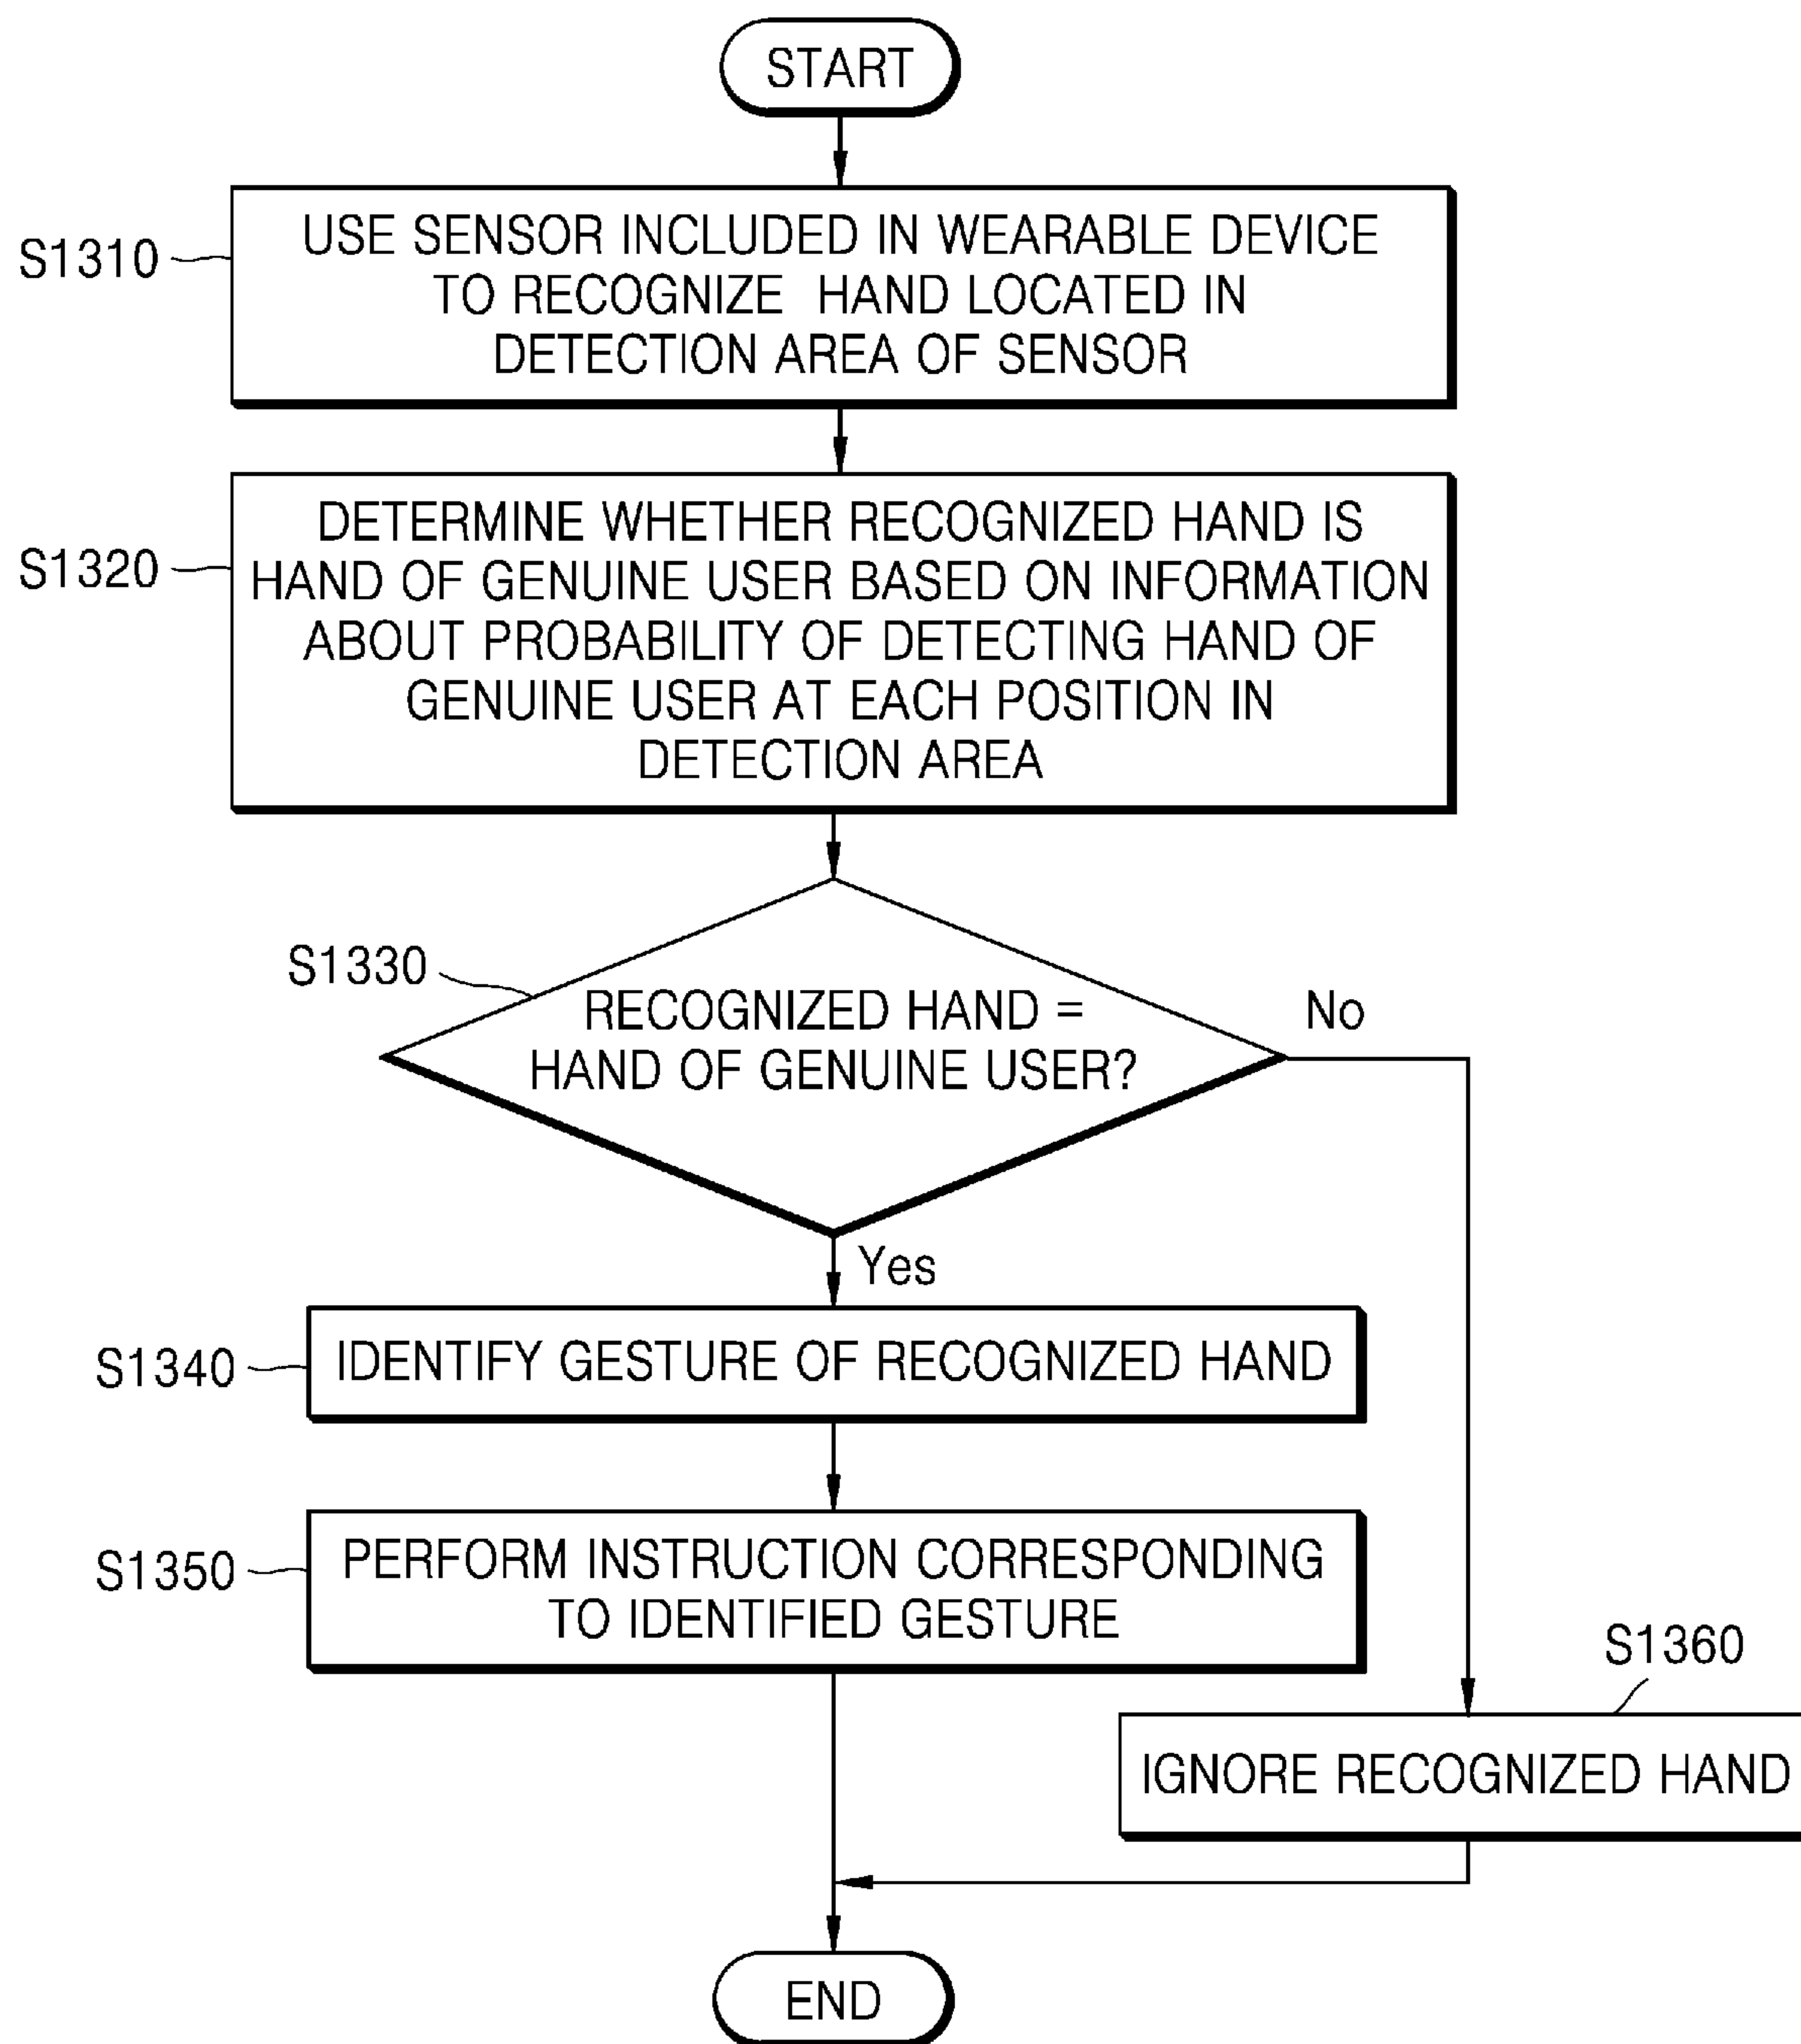 START
S1310
USE SENSOR INCLUDED IN WEARABLE DEVICE
TO RECOGNIZE HAND LOCATED IN
DETECTION AREA OF SENSOR
S1320
DETERMINE WHETHER RECOGNIZED HAND IS
HAND OF GENUINE USER BASED ON INFORMATION
ABOUT PROBABILITY OF DETECTING HAND OF
GENUINE USER AT EACH POSITION IN
DETECTION AREA
S1330
RECOGNIZED HAND =
HAND OF GENUINE USER?
No
Yes
S1340
IDENTIFY GESTURE OF RECOGNIZED HAND
S1350
PERFORM INSTRUCTION CORRESPONDING
TO IDENTIFIED GESTURE
S1360
IGNORE RECOGNIZED HAND
END